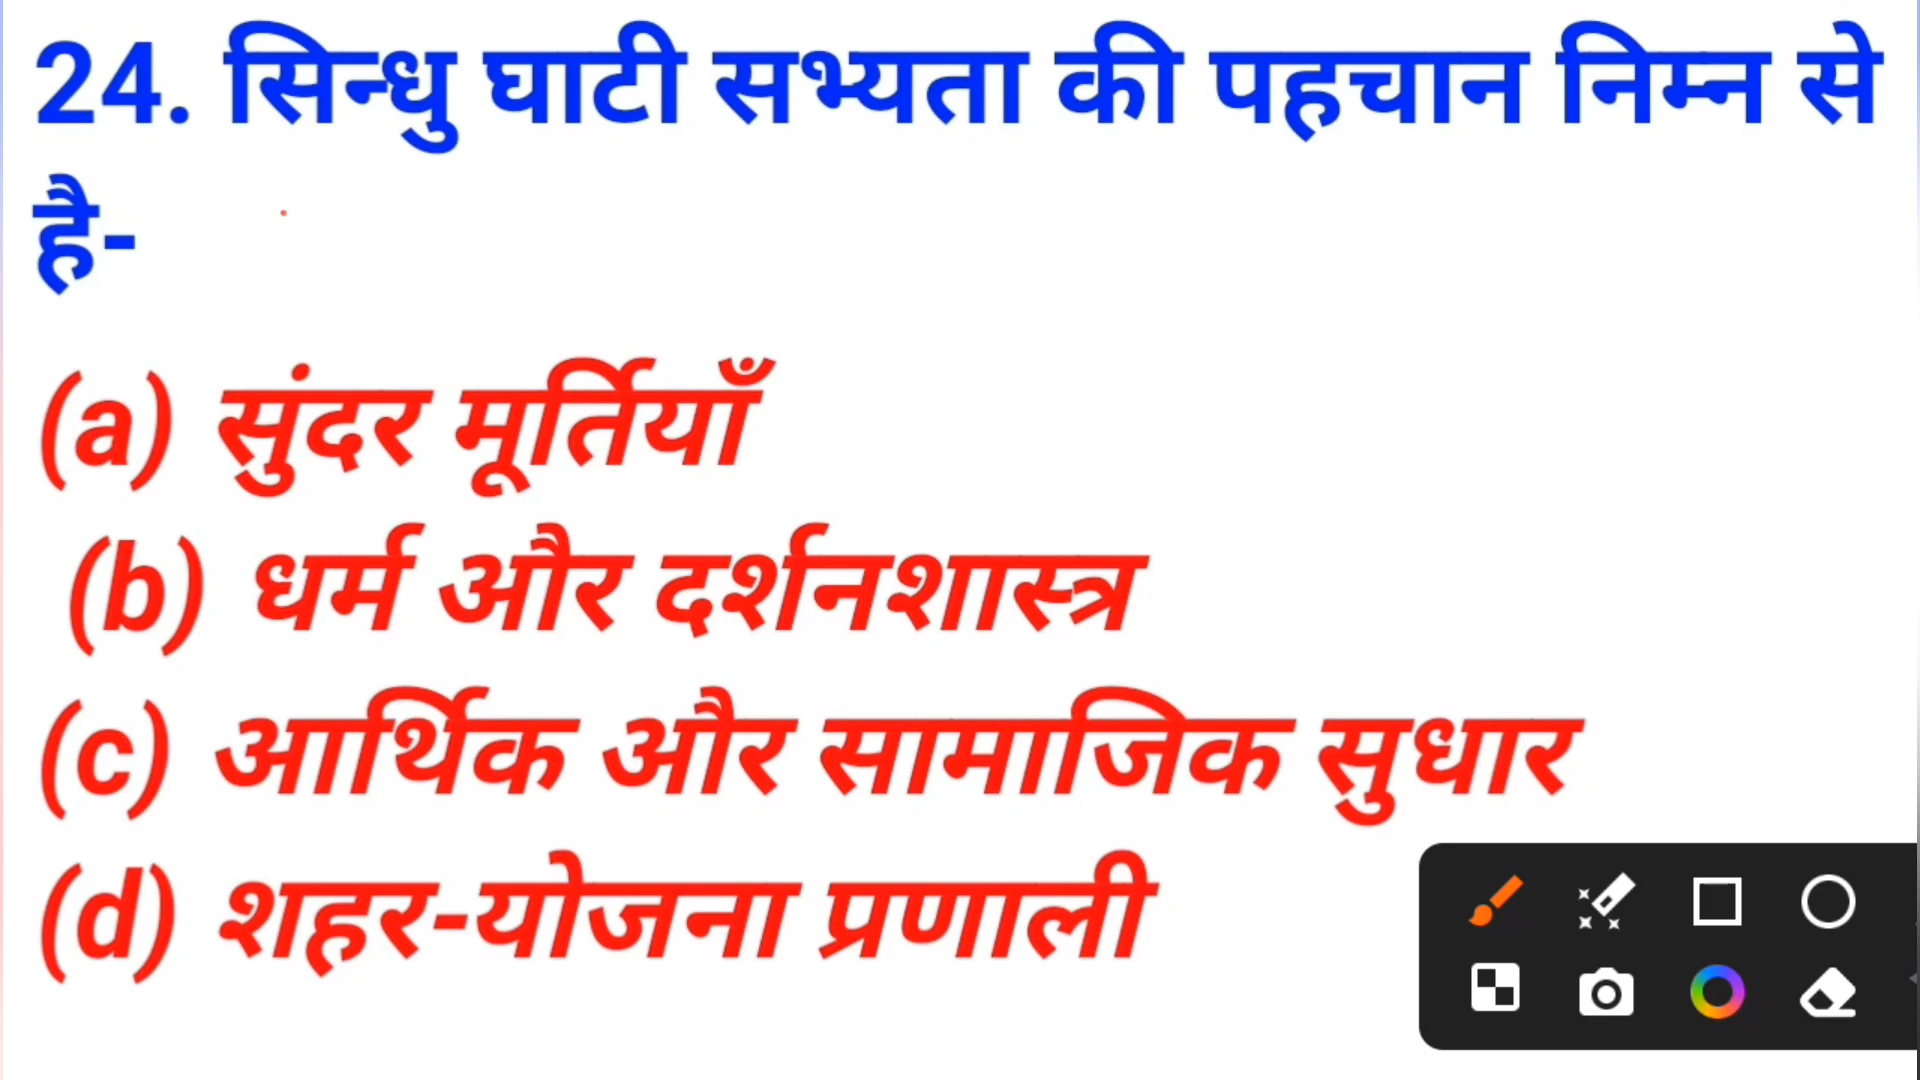 24. सिन्धु घाटी सभ्यता की पहचान निम्न से
है-
(a) सुंदर मूर्तियाँ
(b) धर्म और दर्शनशास्त्र
(c) आर्थिक और सामाजिक सुधार
(d) शहर-योजना प्रणाली